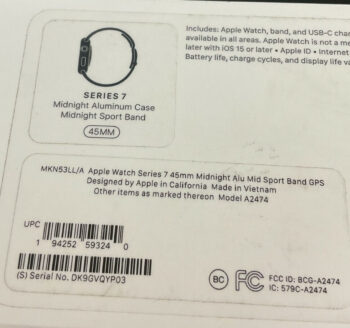 Includes: Apple Watch, band, and USB-C char
available in all areas. Apple Watch is not a me
later with iOS 15 or later • Apple ID • Internet
Battery life, charge cycles, and display life va
SERIES 7
Midnight Aluminum Case
Midnight Sport Band
45MM
MKN53LL/A Apple Watch Series 7 45mm Midnight Alu Mid Sport Band GPS
Designed by Apple in California Made in Vietnam
Other items as marked thereon Model A2474
UPC
1 94252 59324 0
(S) Serial No. DK9GVQYP03
BC FC FCC ID: BCG-A2474
IC: 579C-A2474